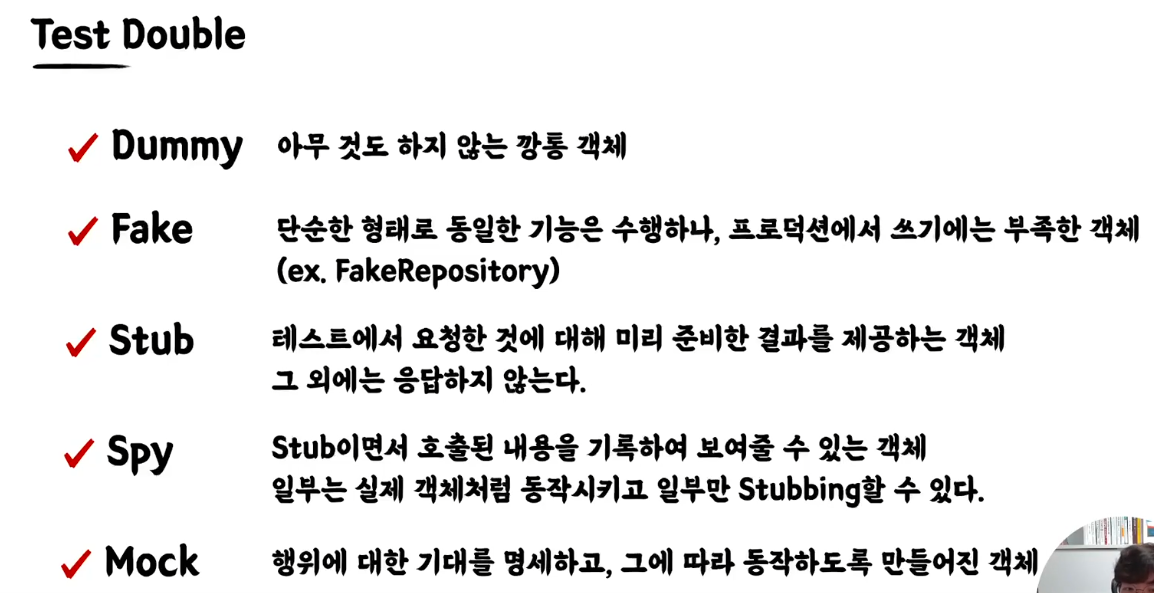 Test Double
Dummy 아무 것도 하지 않는 깡통 객체
Fake 단순한 형태로 동일한 기능은 수행하나, 프로덕션에서 쓰기에는 부족한 객체
(ex. FakeRepository)
Stub 테스트에서 요청한 것에 대해 미리 준비한 결과를 제공하는 객체
그 외에는 응답하지 않는다.
Spy Stub이면서 호출된 내용을 기록하여 보여줄 수 있는 객체
일부는 실제 객체처럼 동작시키고 일부만 Stubbing할 수 있다.
Mock 행위에 대한 기대를 명세하고, 그에 따라 동작하도록 만들어진 객체